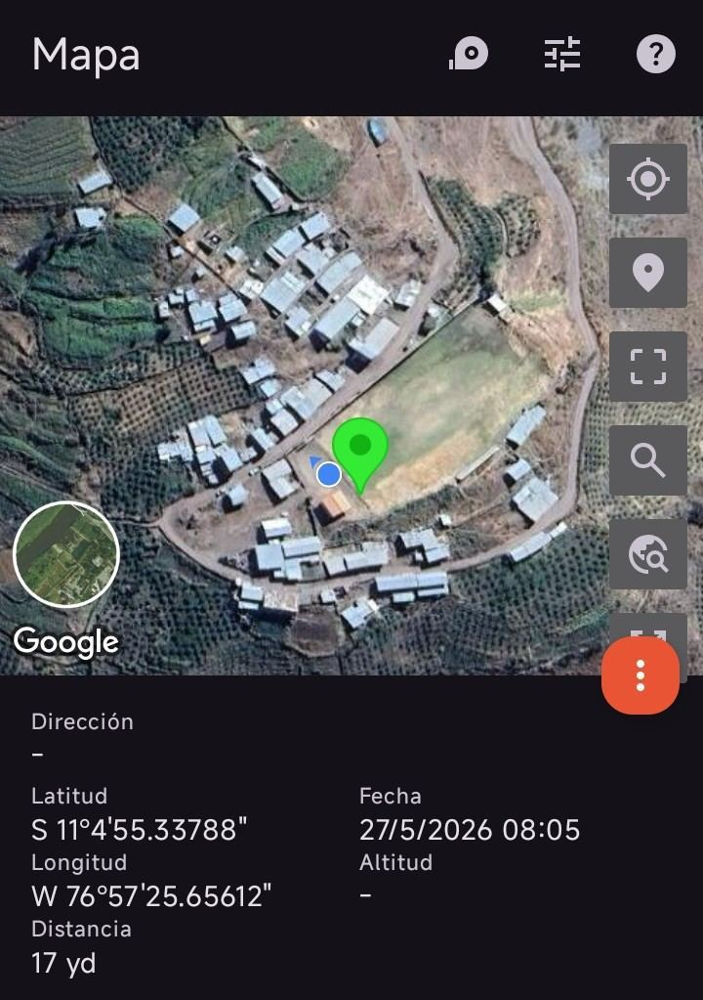 Mapa
?
Google
Dirección
-
Latitud
S 11°4'55.33788"
Fecha
27/5/2026 08:05
Longitud
W 76°57'25.65612"
Altitud
-
Distancia
17 yd